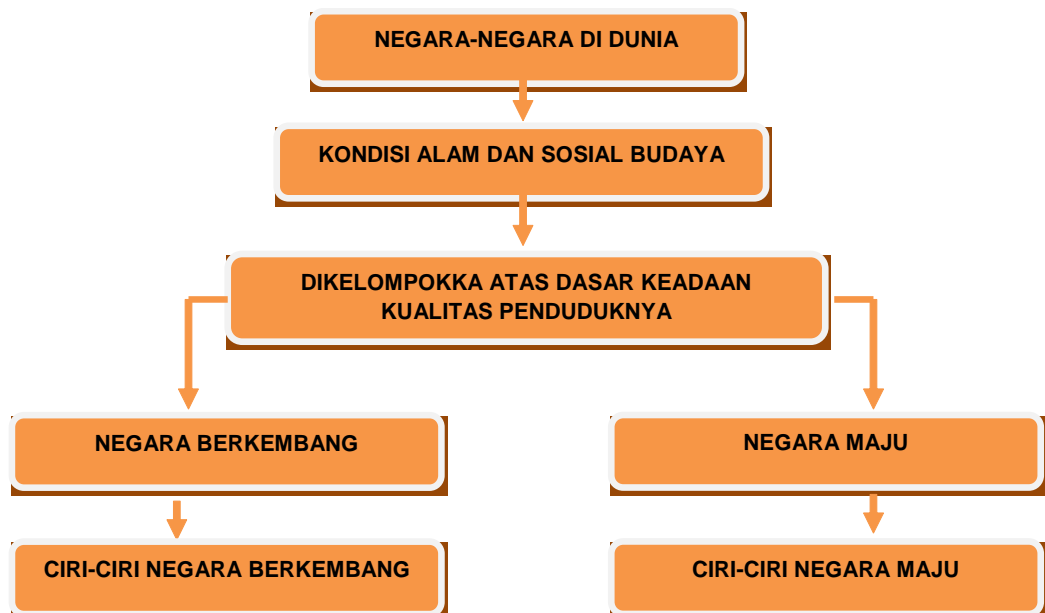 NEGARA-NEGARA DI DUNIA
KONDISI ALAM DAN SOSIAL BUDAYA
DIKELOMPOKKA ATAS DASAR KEADAAN
KUALITAS PENDUDUKNYA
NEGARA BERKEMBANG
NEGARA MAJU
CIRI-CIRI NEGARA BERKEMBANG
CIRI-CIRI NEGARA MAJU